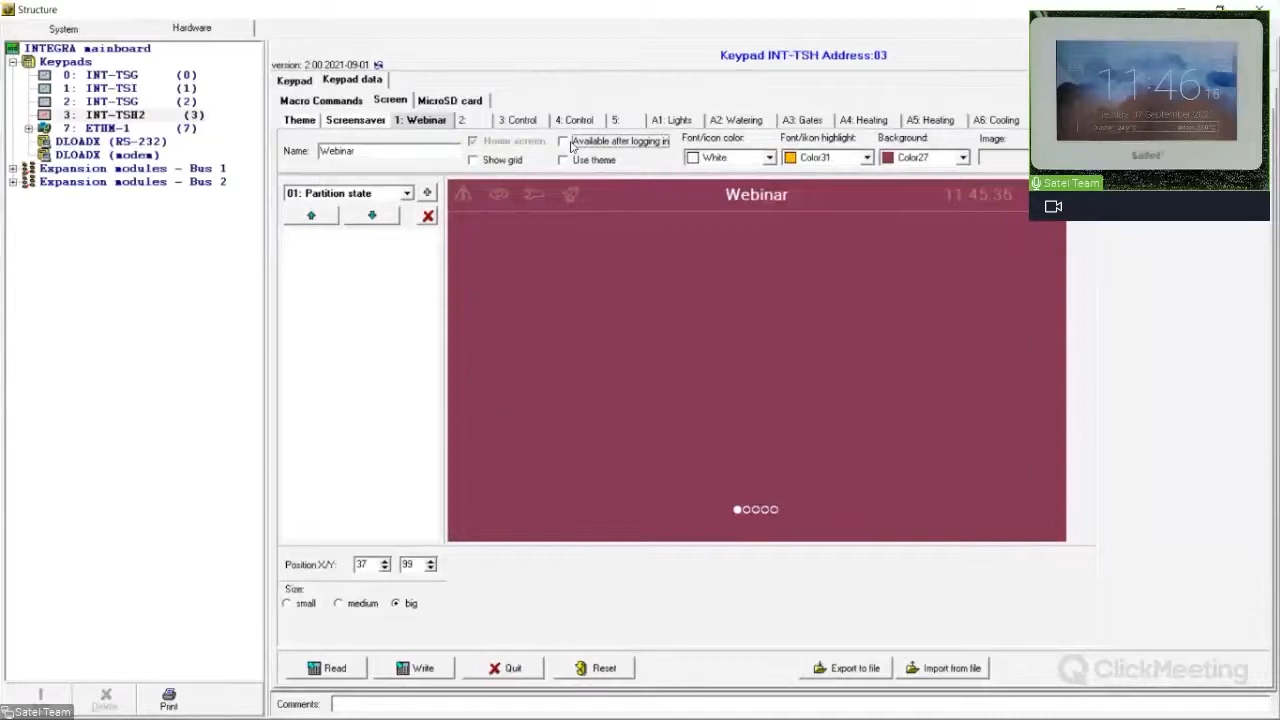 Structure
System Hardware
INTEGRA mainboard
Keypads
0: INT-TSG (0)
1: INT-TSI (1)
2: INT-TSG (2)
3: INT-TSH2 (3)
7: ETHM-1 (7)
DLOADX (RS-232)
DLOADX (modem)
Expansion modules - Bus 1
Expansion modules - Bus 2
Print
Delete
Satel Team
version: 2.00 2021-09-01
Keypad INT-TSH Address:03
Keypad Keypad data
Macro Commands Screen MicroSD card
Theme Screensaver 1: Webinar 2: 3: Control 4: Control 5: A1: Lights A2: Watering A3: Gates A4: Heating A5: Heating A6: Cooling
Name: Webinar
Home screen Available after logging in
Show grid Use theme
Font/icon color: Font/ikon highlight: Background: Image:
White Color31 Color27
01: Partition state
Webinar 11:45:36
Position X/Y: 37 99
Size:
small medium big
Read Write Quit Reset Export to file Import from file
Comments:
ClickMeeting
11:46 16
Satel
Satel Team